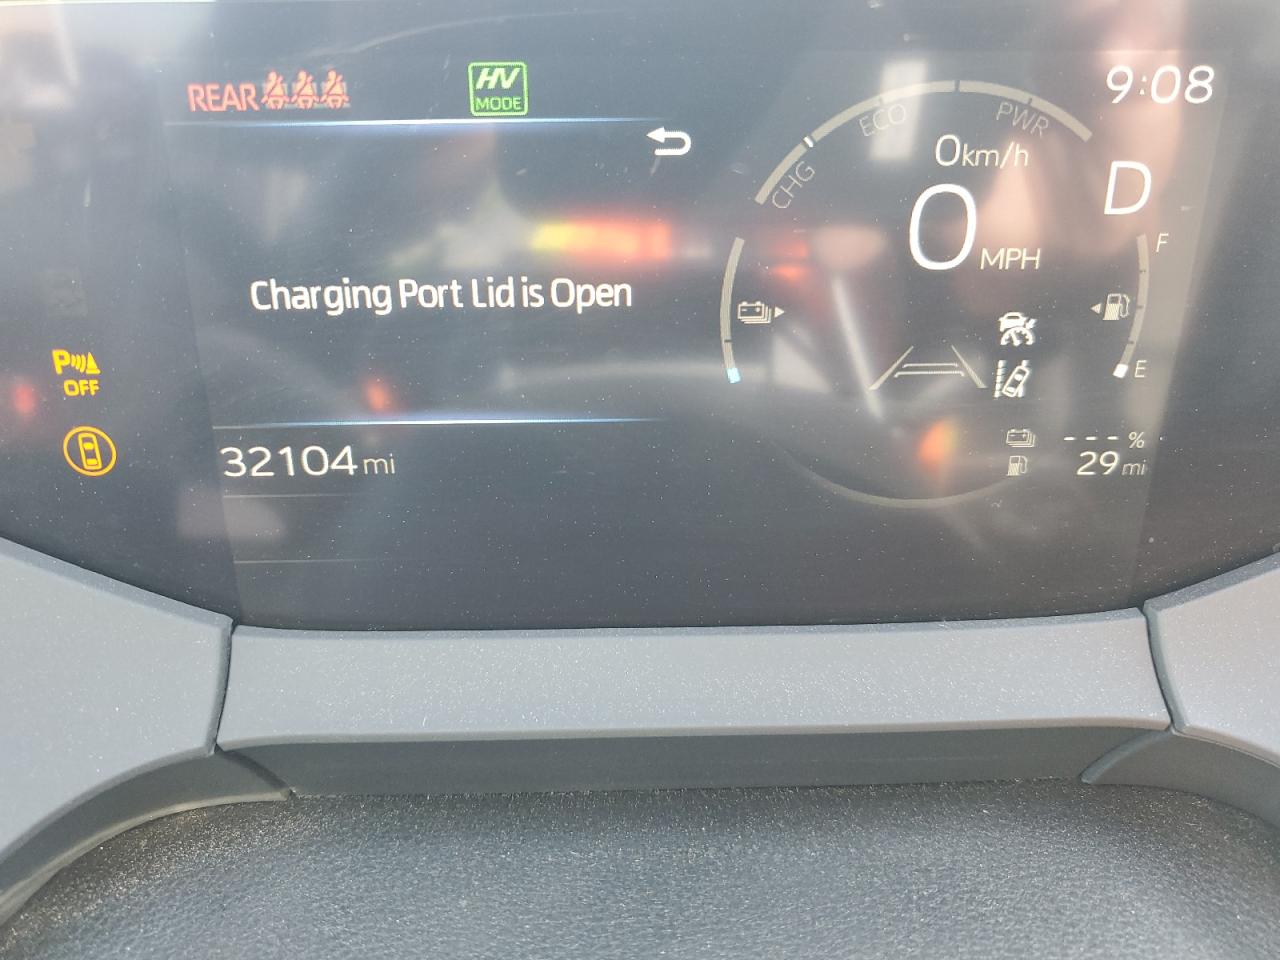 REAR
HV
MODE
9:08
CHG
ECO
PWR
0km/h
D
0 MPH
F
Charging Port Lid is Open
P
OFF
E
- - - %
32104 mi
29 mi